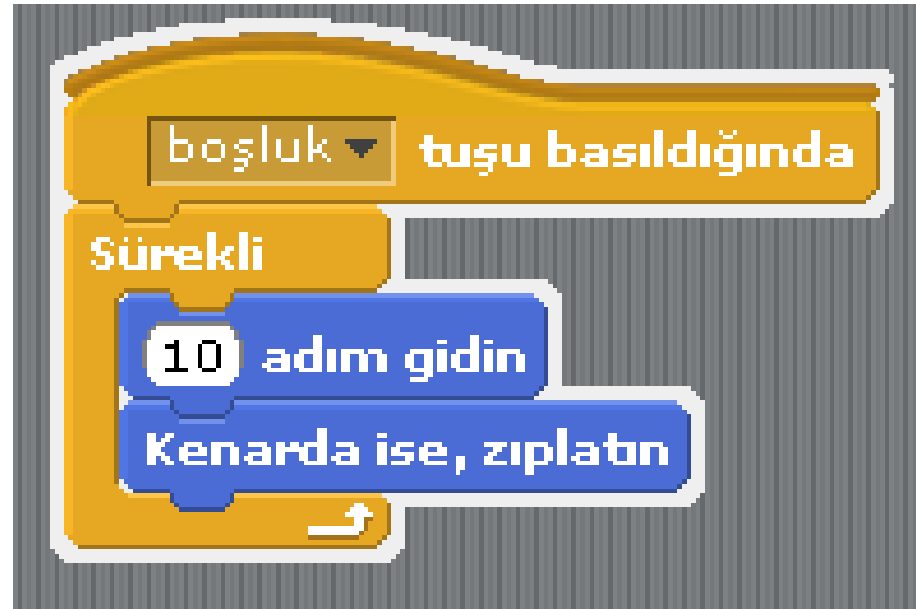 boşluk tuşu basıldığında
Sürekli
10 adım gidin
Kenarda ise, zıplatın